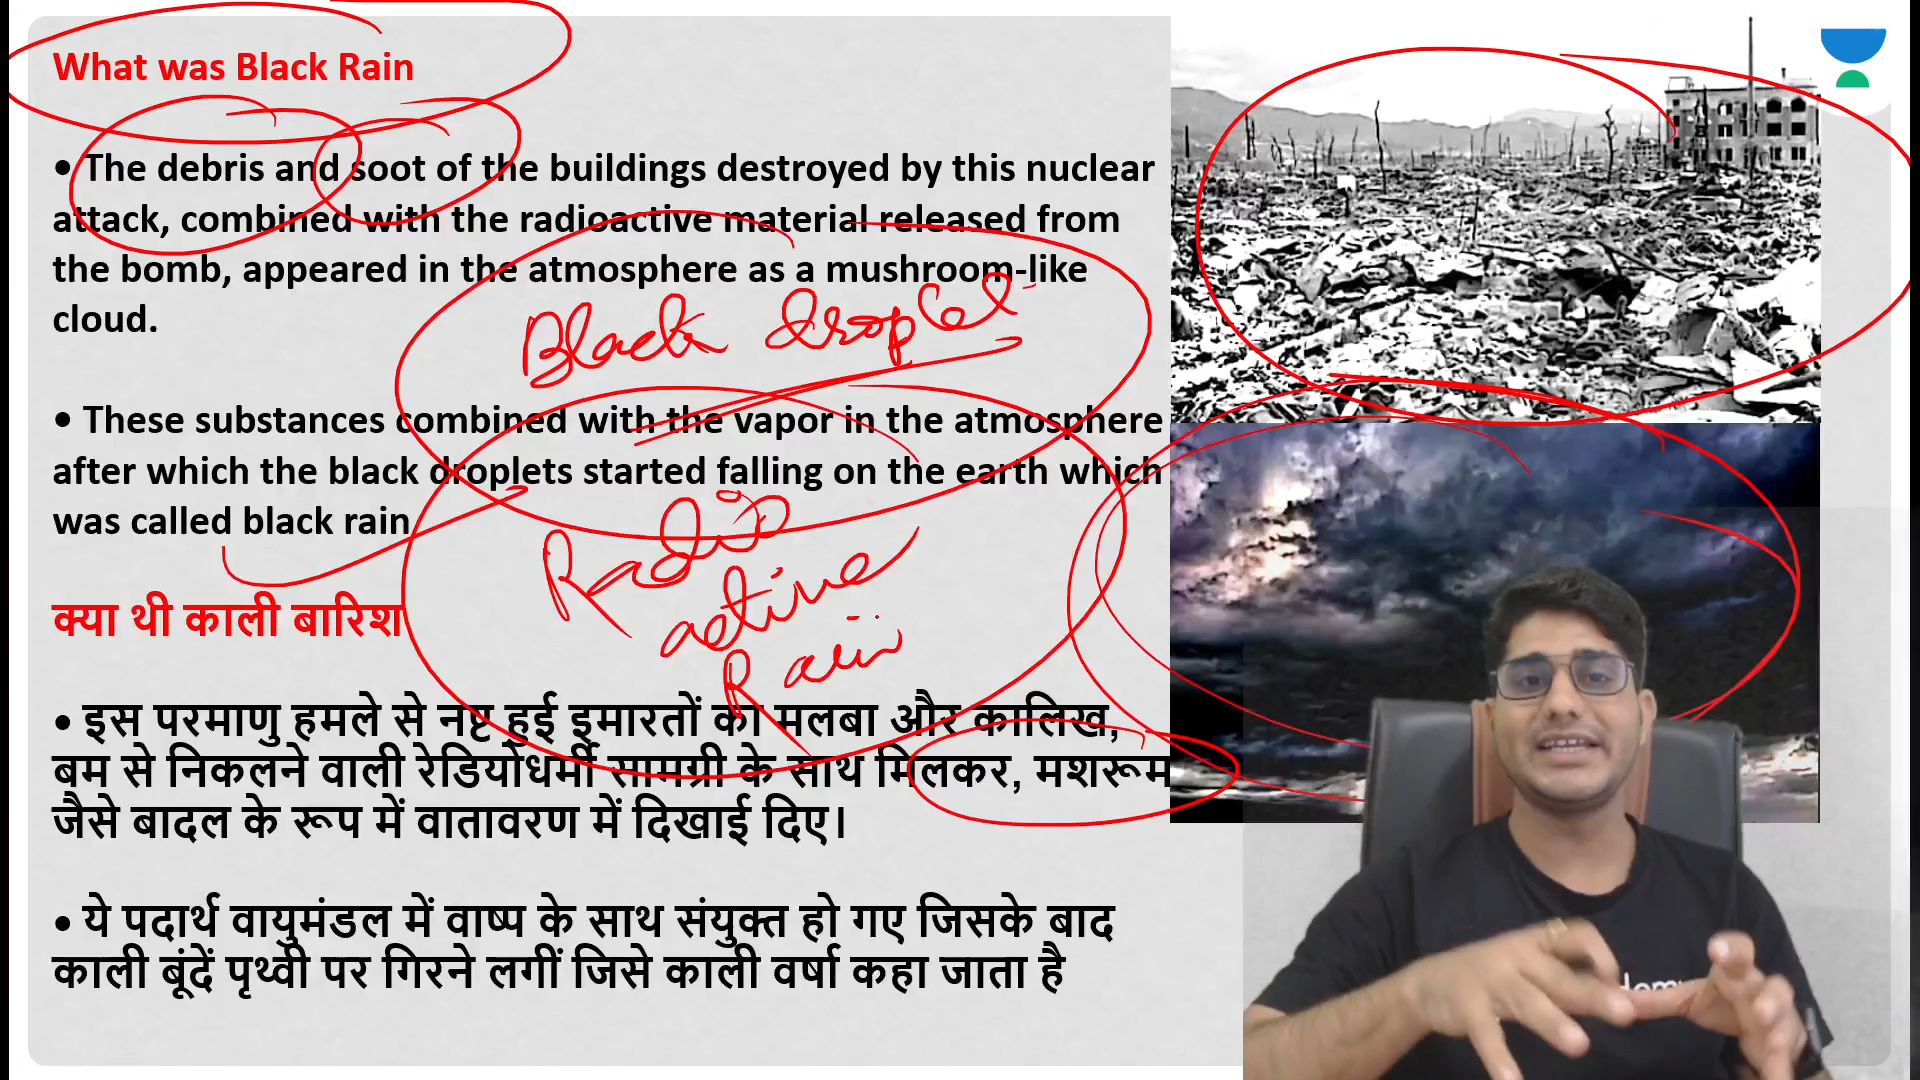 What was Black Rain
• The debris and soot of the buildings destroyed by this nuclear
attack, combined with the radioactive material released from
the bomb, appeared in the atmosphere as a mushroom-like
cloud.
Black droplet
• These substances combined with the vapor in the atmosphere
after which the black droplets started falling on the earth which
was called black rain
Radio
active
Rain
क्या थी काली बारिश
• इस परमाणु हमले से नष्ट हुई इमारतों का मलबा और कालिख,
बम से निकलने वाली रेडियोधर्मी सामग्री के साथ मिलकर, मशरूम
जैसे बादल के रूप में वातावरण में दिखाई दिए।
• ये पदार्थ वायुमंडल में वाष्प के साथ संयुक्त हो गए जिसके बाद
काली बूंदें पृथ्वी पर गिरने लगीं जिसे काली वर्षा कहा जाता है